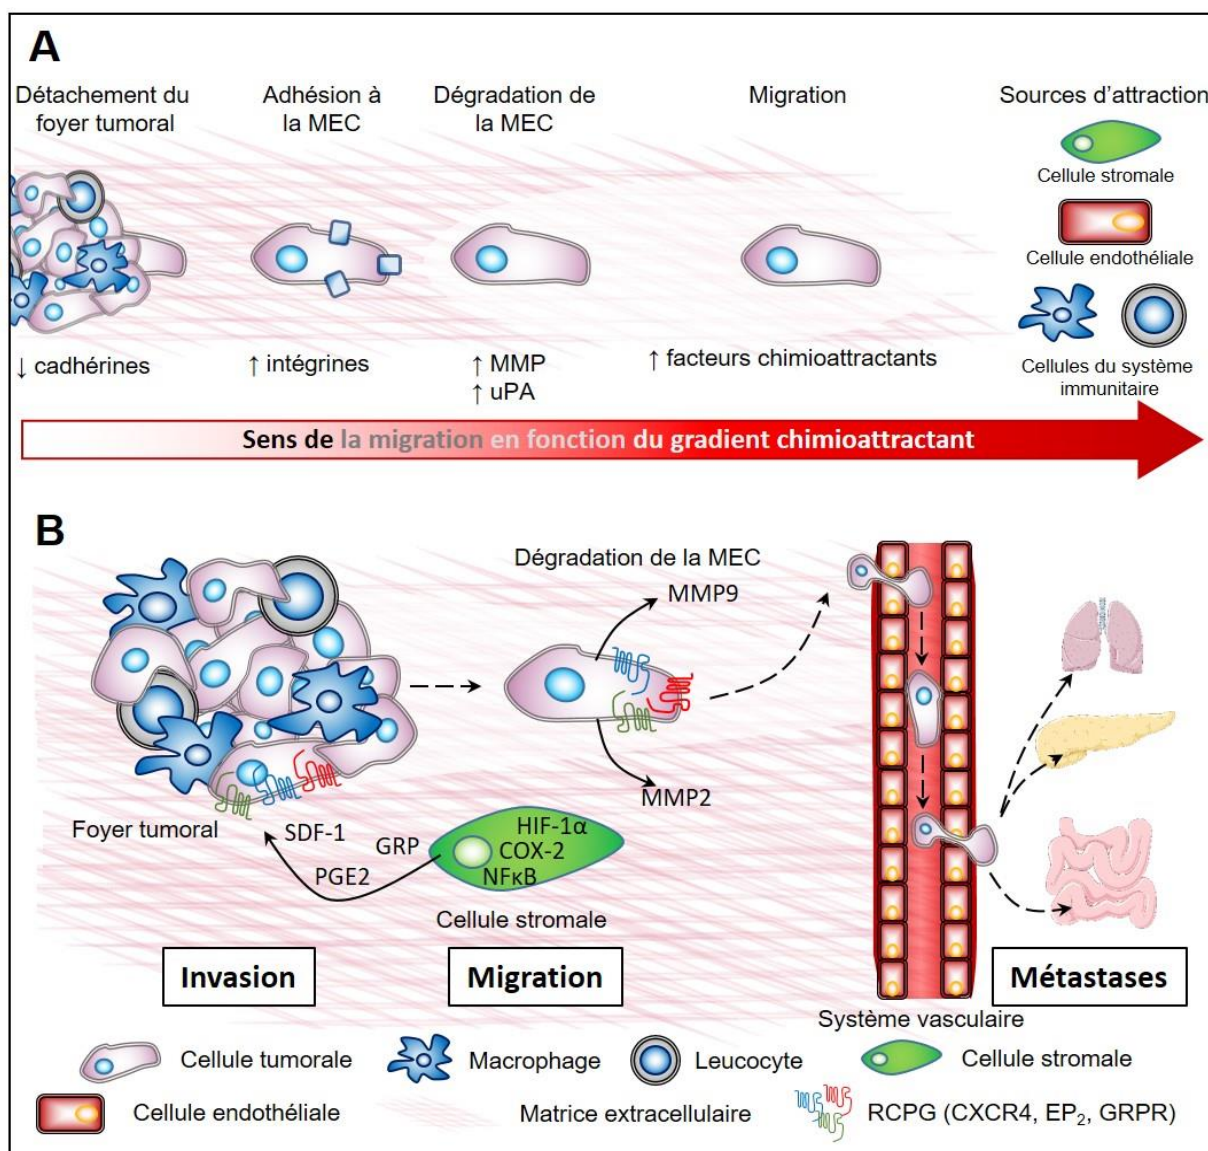 A
Détachement du
foyer tumoral
Adhésion à
la MEC
Dégradation de
la MEC
Migration
Sources d'attraction
Cellule stromale
Cellule endothéliale
Cellules du système
immunitaire
↓ cadhérines
↑ intégrines
↑ MMP
↑ uPA
↑ facteurs chimioattractants
Sens de la migration en fonction du gradient chimioattractant
B
Dégradation de la MEC
MMP9
MMP2
Foyer tumoral
SDF-1
GRP
PGE2
HIF-1α
COX-2
NFκB
Cellule stromale
Invasion
Migration
Métastases
Système vasculaire
Cellule tumorale
Macrophage
Leucocyte
Cellule stromale
Cellule endothéliale
Matrice extracellulaire
RCPG (CXCR4, EP₂, GRPR)